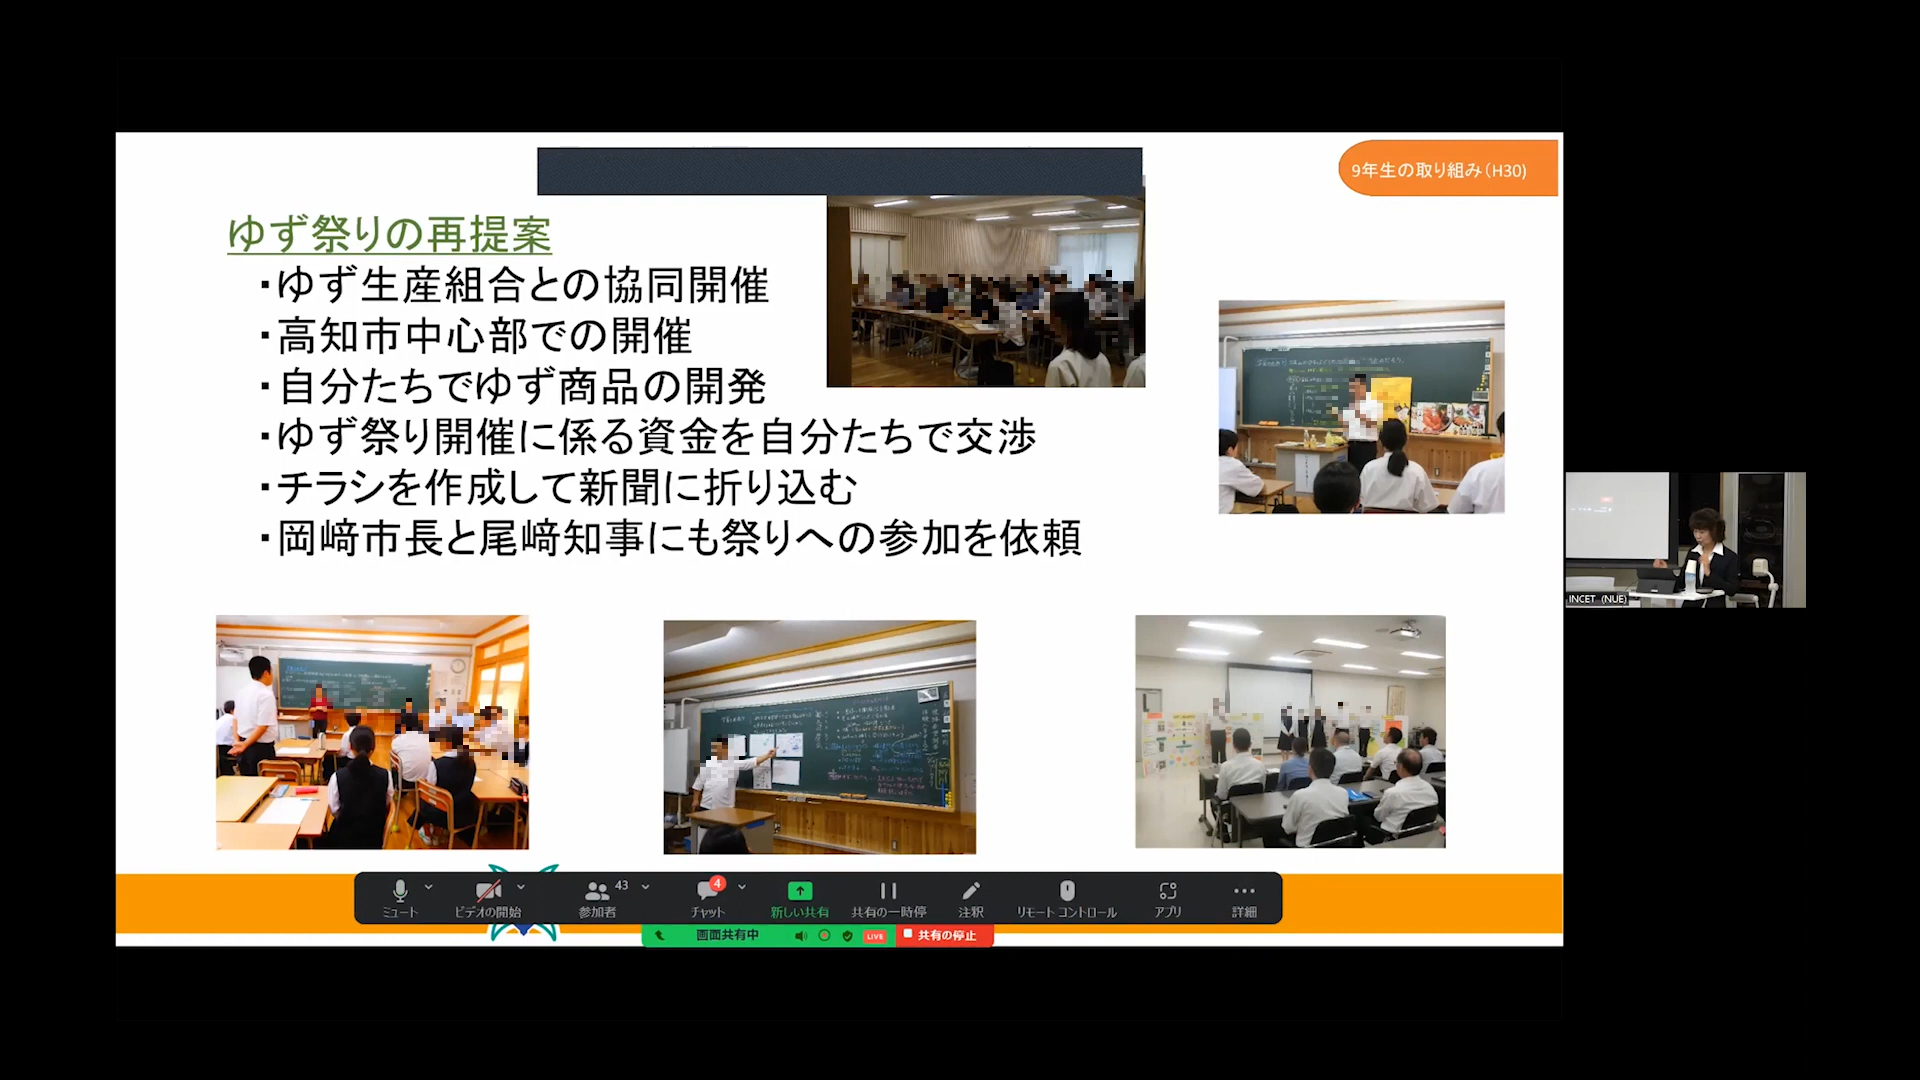 9年生の取り組み（H30）
ゆず祭りの再提案
・ゆず生産組合との協同開催
・高知市中心部での開催
・自分たちでゆず商品の開発
・ゆず祭り開催に係る資金を自分たちで交渉
・チラシを作成して新聞に折り込む
・岡﨑市長と尾﨑知事にも祭りへの参加を依頼
INCET (NUE)
43
4
ミュート
ビデオの開始
参加者
チャット
新しい共有
共有の一時停
注釈
リモート コントロール
アプリ
詳細
画面共有中
LIVE
共有の停止